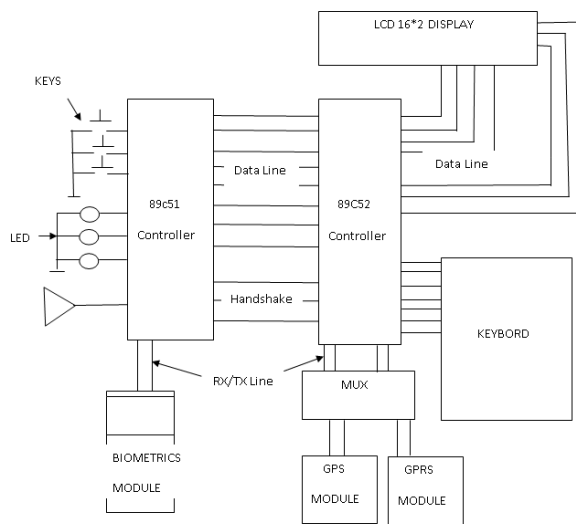 LCD 16*2 DISPLAY
KEYS
Data Line
Data Line
89c51
Controller
89C52
Controller
LED
Handshake
KEYBORD
RX/TX Line
MUX
BIOMETRICS
MODULE
GPS
MODULE
GPRS
MODULE